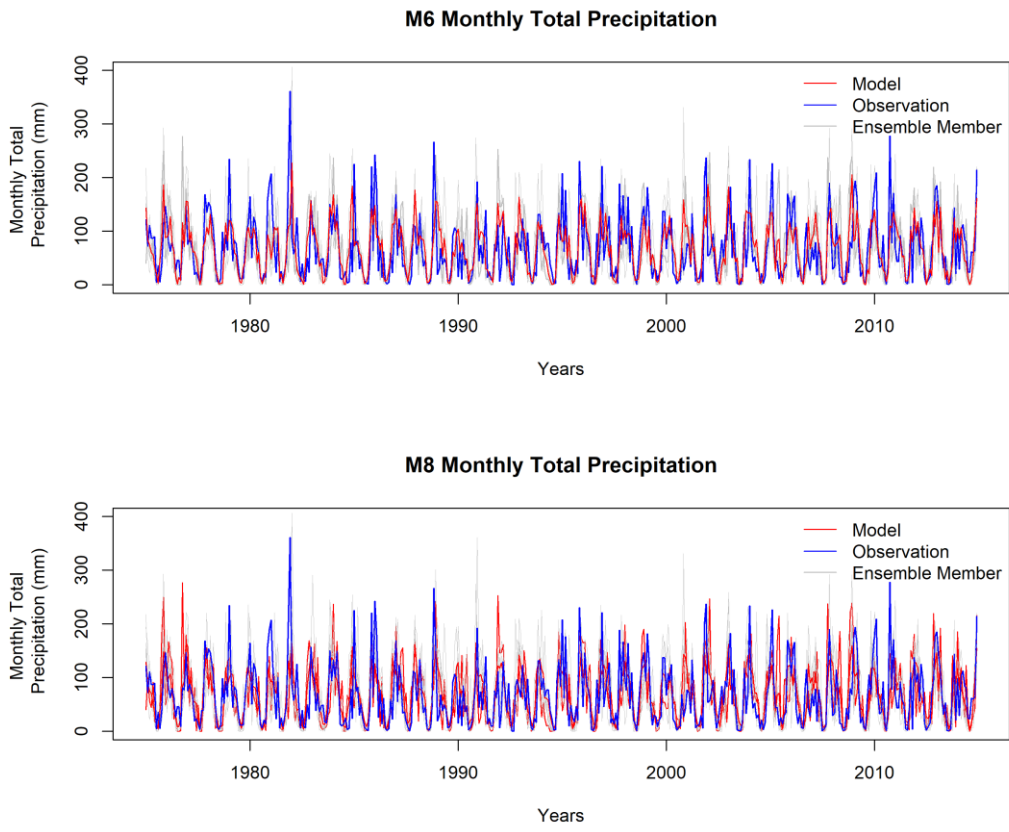 M6 Monthly Total Precipitation
Monthly Total
Precipitation (mm)
400
300
200
100
0
Model
Observation
Ensemble Member
1980 1990 2000 2010
Years
M8 Monthly Total Precipitation
Monthly Total
Precipitation (mm)
400
300
200
100
0
Model
Observation
Ensemble Member
1980 1990 2000 2010
Years